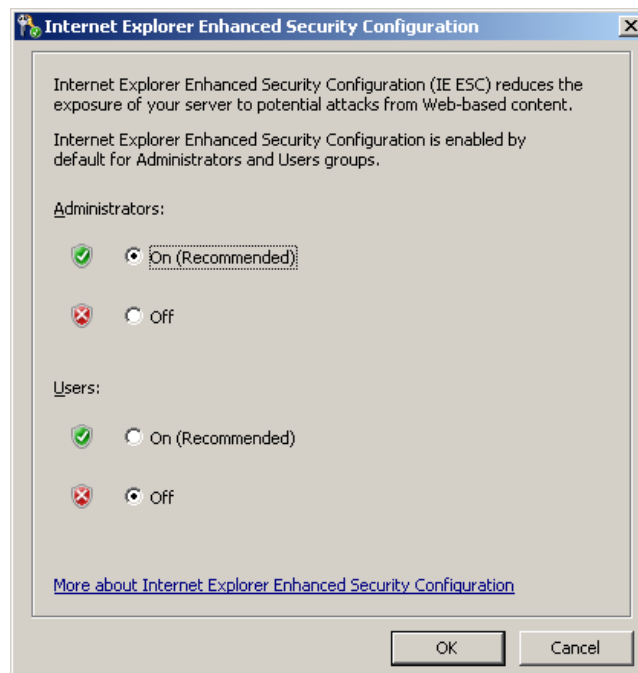 Internet Explorer Enhanced Security Configuration
Internet Explorer Enhanced Security Configuration (IE ESC) reduces the
exposure of your server to potential attacks from Web-based content.
Internet Explorer Enhanced Security Configuration is enabled by
default for Administrators and Users groups.
Administrators:
On (Recommended)
Off
Users:
On (Recommended)
Off
More about Internet Explorer Enhanced Security Configuration
OK Cancel